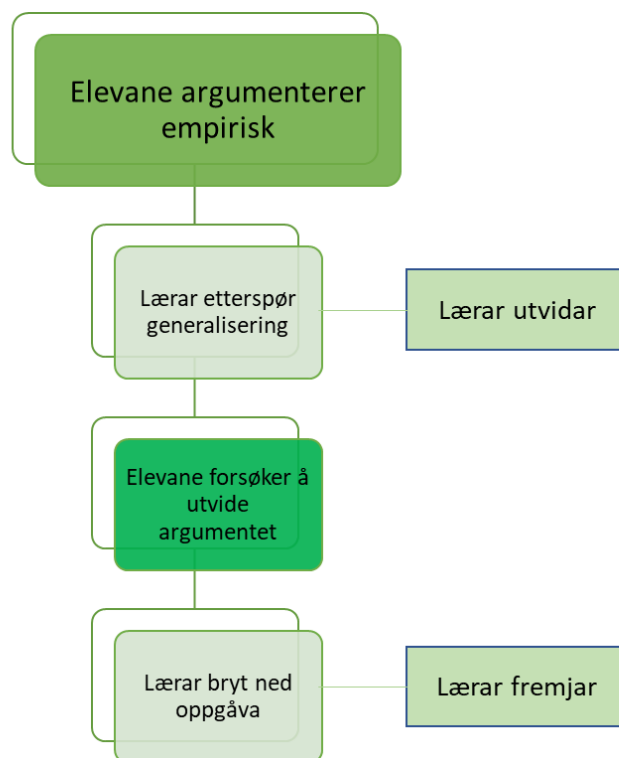 Elevane argumenterer
empirisk
Lærar etterspør
generalisering
Lærar utvidar
Elevane forsøker å
utvide
argumentet
Lærar bryt ned
oppgåva
Lærar fremjar